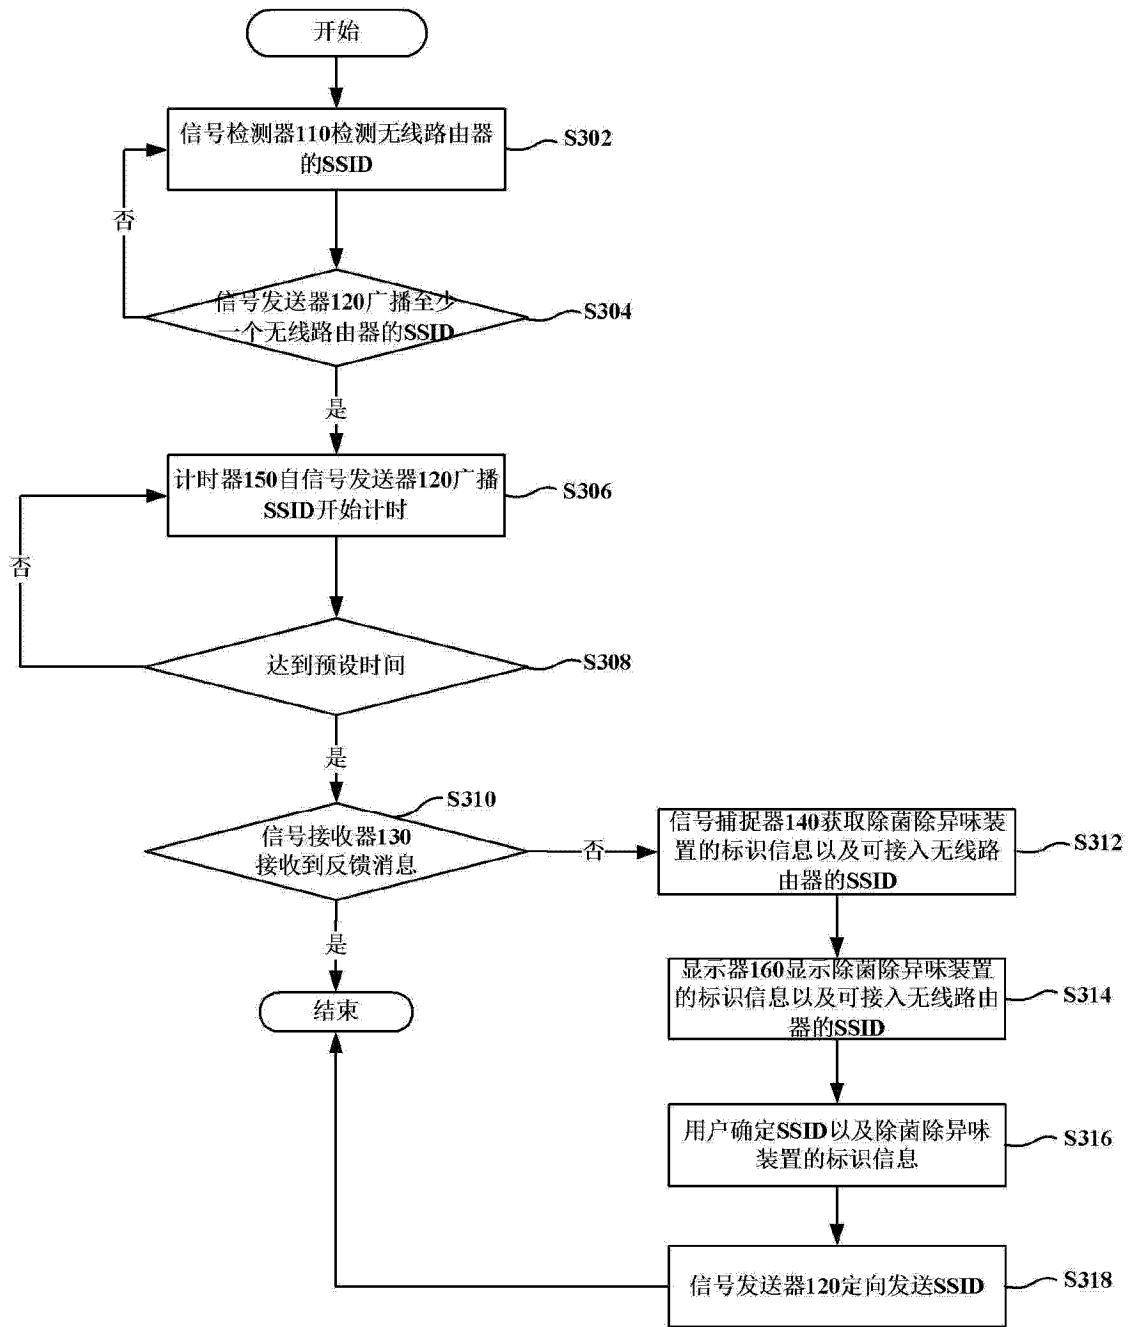 开始
信号检测器110检测无线路由器
的SSID
S302
否
信号发送器120广播至少
一个无线路由器的SSID
S304
是
计时器150自信号发送器120广播
SSID开始计时
S306
否
达到预设时间
S308
是
信号接收器130
接收到反馈消息
S310
否
信号捕捉器140获取除菌除异味装
置的标识信息以及可接入无线路
由器的SSID
S312
是
结束
显示器160显示除菌除异味装置
的标识信息以及可接入无线路由
器的SSID
S314
用户确定SSID以及除菌除异味
装置的标识信息
S316
信号发送器120定向发送SSID
S318